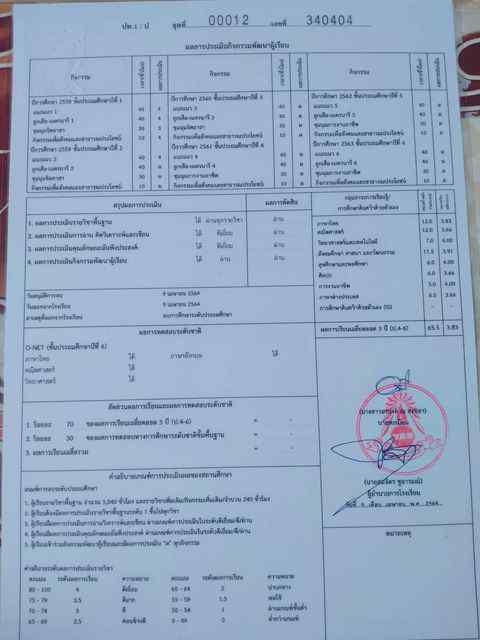 ปพ.1 : ป ชุดที่ 00012 เลขที่ 340404
ผลการประเมินกิจกรรมพัฒนาผู้เรียน
กิจกรรม เวลา(ชั่วโมง) ผลการประเมิน กิจกรรม เวลา(ชั่วโมง) ผลการประเมิน กิจกรรม เวลา(ชั่วโมง) ผลการประเมิน
ปีการศึกษา 2558 ชั้นประถมศึกษาปีที่ 1 ปีการศึกษา 2560 ชั้นประถมศึกษาปีที่ 3 ปีการศึกษา 2562 ชั้นประถมศึกษาปีที่ 5
แนะแนว 1 40 แนะแนว 3 40 แนะแนว 5 40
ลูกเสือ-เนตรนารี 1 40 ลูกเสือ-เนตรนารี 3 40 ลูกเสือ-เนตรนารี 5 40
ชุมนุมจิตอาสา 30 ชุมนุมจิตอาสา 30 ชุมนุมการงานอาชีพ 30
กิจกรรมเพื่อสังคมและสาธารณประโยชน์ 10 กิจกรรมเพื่อสังคมและสาธารณประโยชน์ 10 กิจกรรมเพื่อสังคมและสาธารณประโยชน์ 10
ปีการศึกษา 2559 ชั้นประถมศึกษาปีที่ 2 ปีการศึกษา 2561 ชั้นประถมศึกษาปีที่ 4 ปีการศึกษา 2563 ชั้นประถมศึกษาปีที่ 6
แนะแนว 2 40 แนะแนว 4 40 แนะแนว 6 40
ลูกเสือ-เนตรนารี 2 40 ลูกเสือ-เนตรนารี 4 40 ลูกเสือ-เนตรนารี 6 40
ชุมนุมจิตอาสา 30 ชุมนุมการงานอาชีพ 30 ชุมนุมการงานอาชีพ 30
กิจกรรมเพื่อสังคมและสาธารณประโยชน์ 10 กิจกรรมเพื่อสังคมและสาธารณประโยชน์ 10 กิจกรรมเพื่อสังคมและสาธารณประโยชน์ 10
สรุปผลการประเมิน ผลการตัดสิน
1. ผลการประเมินรายวิชาพื้นฐาน ได้ ผ่านทุกรายวิชา ผ่าน
2. ผลการประเมินการอ่าน คิดวิเคราะห์และเขียน ได้ ดีเยี่ยม ผ่าน
3. ผลการประเมินคุณลักษณะอันพึงประสงค์ ได้ ดีเยี่ยม ผ่าน
4. ผลการประเมินกิจกรรมพัฒนาผู้เรียน ได้ ผ่าน ผ่าน
วันอนุมัติการจบ 9 เมษายน 2564
วันออกจากโรงเรียน 9 เมษายน 2564
สาเหตุที่ออกจากโรงเรียน จบการศึกษาระดับประถมศึกษา
กลุ่มสาระการเรียนรู้/
การศึกษาค้นคว้าด้วยตนเอง
ภาษาไทย 12.0 3.83
คณิตศาสตร์ 12.0 3.66
วิทยาศาสตร์และเทคโนโลยี 7.0 4.00
สังคมศึกษา ศาสนา และวัฒนธรรม 17.5 3.91
สุขศึกษาและพลศึกษา 6.0 4.00
ศิลปะ 6.0 3.66
การงานอาชีพ 5.0 4.00
ภาษาต่างประเทศ 3.66
การศึกษาค้นคว้าด้วยตนเอง (IS)
ผลการเรียนเฉลี่ยตลอด 3 ปี (ป.4-6) 65.5 3.83
ผลการทดสอบระดับชาติ
O-NET (ชั้นประถมศึกษาปีที่ 6)
ภาษาไทย ได้ ภาษาอังกฤษ ได้
คณิตศาสตร์ ได้
วิทยาศาสตร์ ได้
สัดส่วนผลการเรียนและผลการทดสอบระดับชาติ
1. ร้อยละ 70 ของผลการเรียนเฉลี่ยตลอด 3 ปี (ป.4-6) = -
2. ร้อยละ 30 ของผลการทดสอบทางการศึกษาระดับชาติขั้นพื้นฐาน = -
3. ผลการเรียนเฉลี่ยรวม = -
นายทะเบียน
ผู้อำนวยการโรงเรียน
วันที่ 9 เดือน เมษายน พ.ศ. 2564
หมายเหตุ
คำอธิบายเกณฑ์การประเมินผลของสถานศึกษา
เกณฑ์การจบระดับประถมศึกษา
1. ผู้เรียนรายวิชาพื้นฐาน จำนวน 5,040 ชั่วโมง และรายวิชาเพิ่มเติม/กิจกรรมเพิ่มเติมจำนวน 240 ชั่วโมง
2. ผู้เรียนต้องมีผลการประเมินรายวิชาพื้นฐานระดับ 1 ขึ้นไปทุกวิชา
3. ผู้เรียนมีผลการประเมินการอ่าน คิดวิเคราะห์และเขียน ผ่านเกณฑ์การประเมินในระดับดีเยี่ยม/ดี/ผ่าน
4. ผู้เรียนมีผลการประเมินคุณลักษณะอันพึงประสงค์ ผ่านเกณฑ์การประเมินในระดับดีเยี่ยม/ดี/ผ่าน
5. ผู้เรียนเข้าร่วมกิจกรรมพัฒนาผู้เรียนและมีผลการประเมิน "ผ" ทุกกิจกรรม
คำอธิบายระดับผลการประเมินรายวิชา
คะแนน ระดับผลการเรียน ความหมาย คะแนน ระดับผลการเรียน ความหมาย
80 - 100 4 ดีเยี่ยม 60 - 64 2 ปานกลาง
75 - 79 3.5 ดีมาก 55 - 59 1.5 พอใช้
70 - 74 3 ดี 50 - 54 1 ผ่านเกณฑ์ขั้นต่ำ
65 - 69 2.5 ค่อนข้างดี 0 - 49 0 ต่ำกว่าเกณฑ์